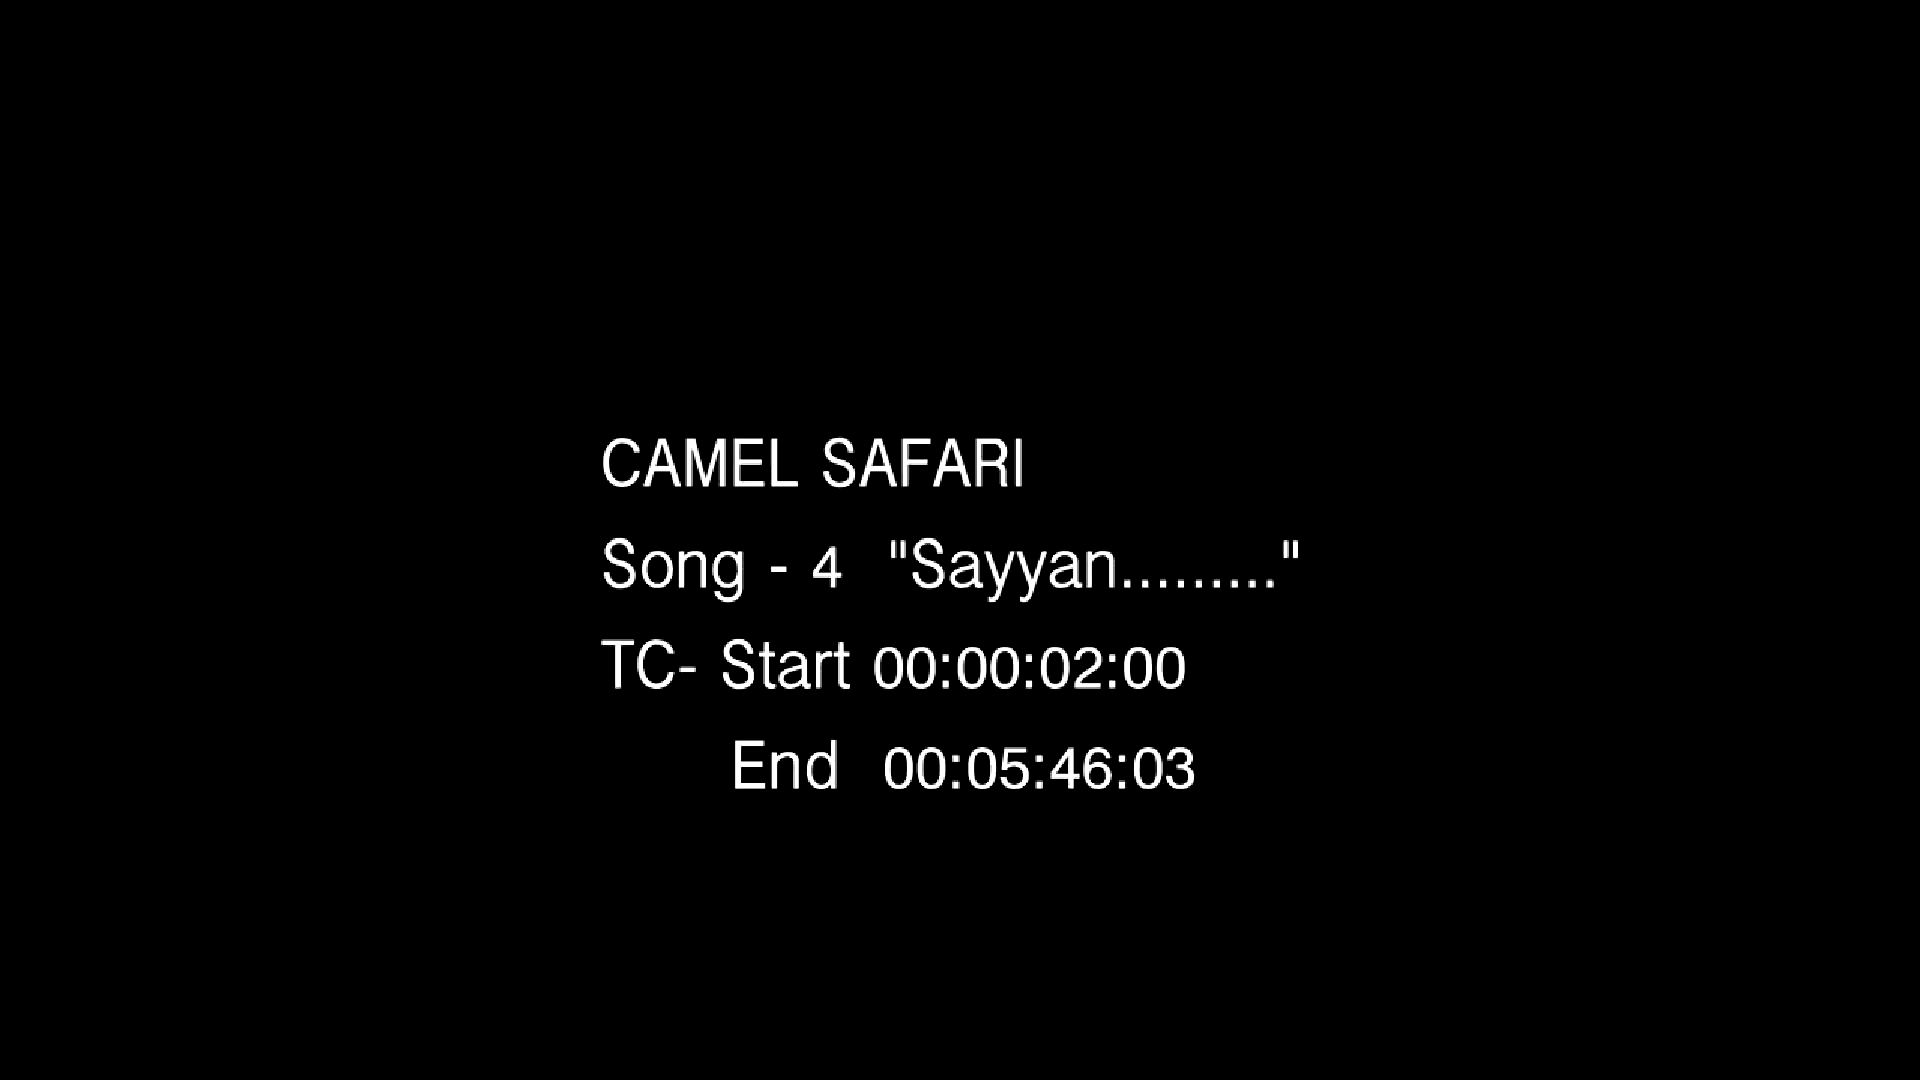 CAMEL SAFARI
Song - 4 "Sayyan........."
TC- Start 00:00:02:00
End 00:05:46:03